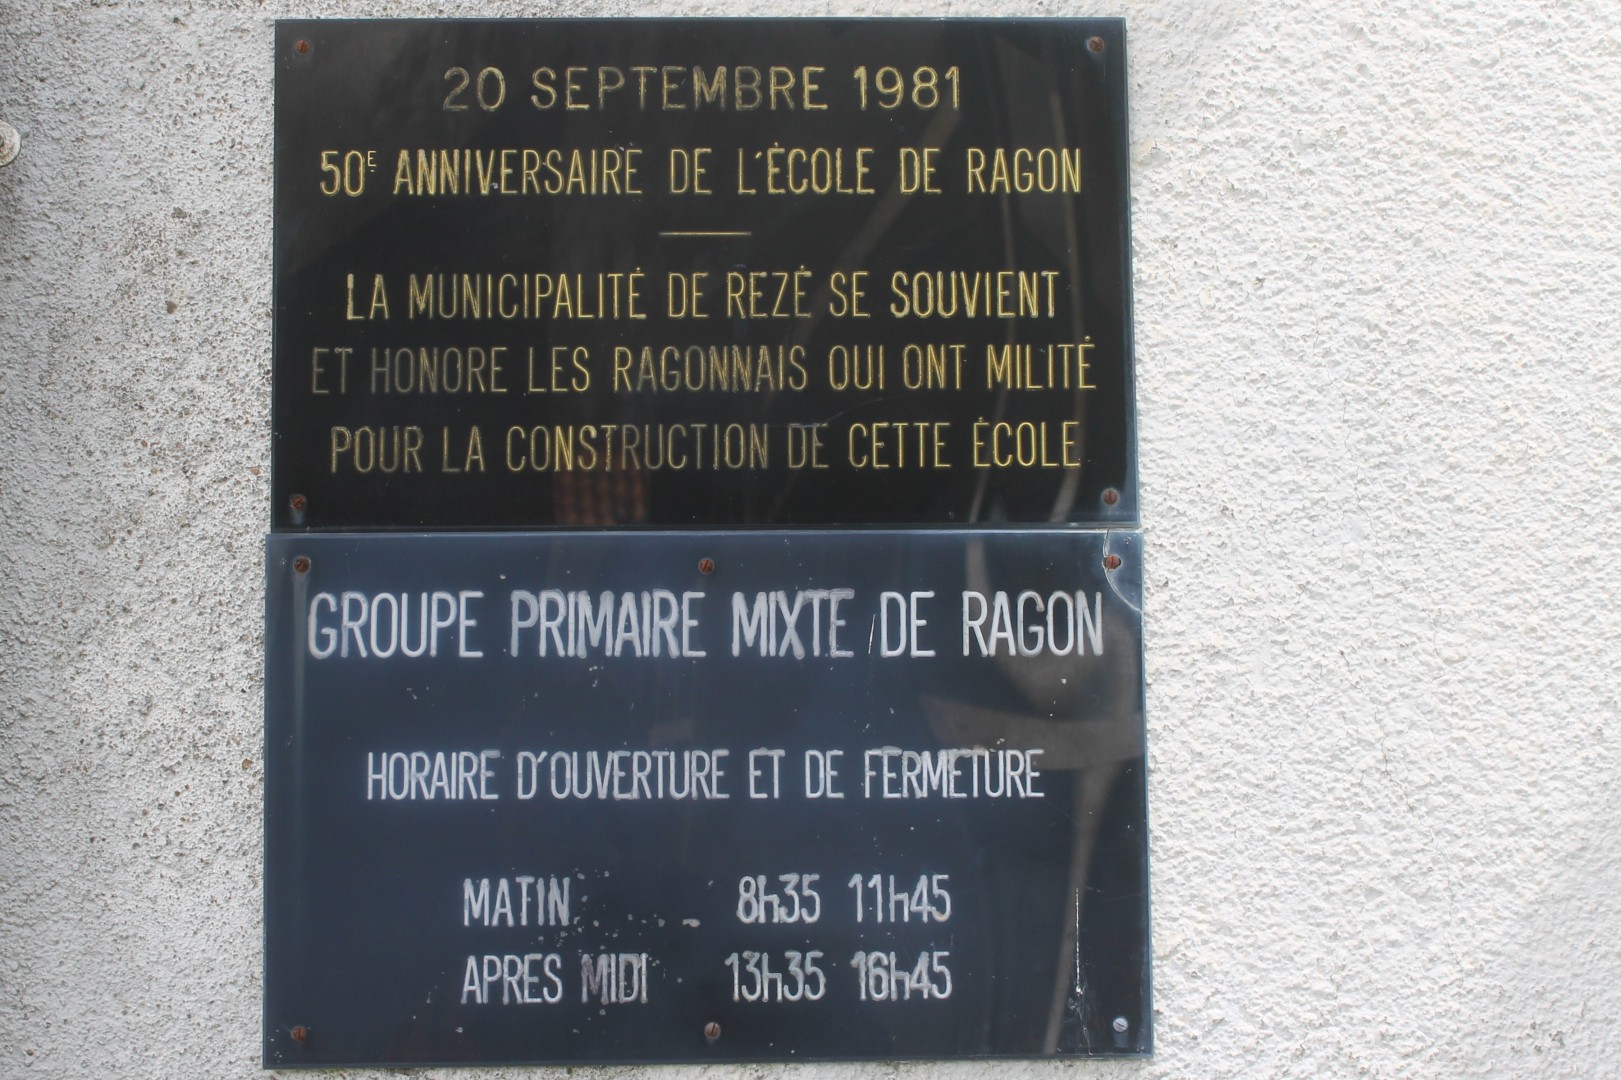 20 SEPTEMBRE 1981
50E ANNIVERSAIRE DE L'ÉCOLE DE RAGON
LA MUNICIPALITÉ DE REZÉ SE SOUVIENT
ET HONORE LES RAGONNAIS QUI ONT MILITÉ
POUR LA CONSTRUCTION DE CETTE ÉCOLE
GROUPE PRIMAIRE MIXTE DE RAGON
HORAIRE D'OUVERTURE ET DE FERMETURE
MATIN 8h35 11h45
APRES MIDI 13h35 16h45